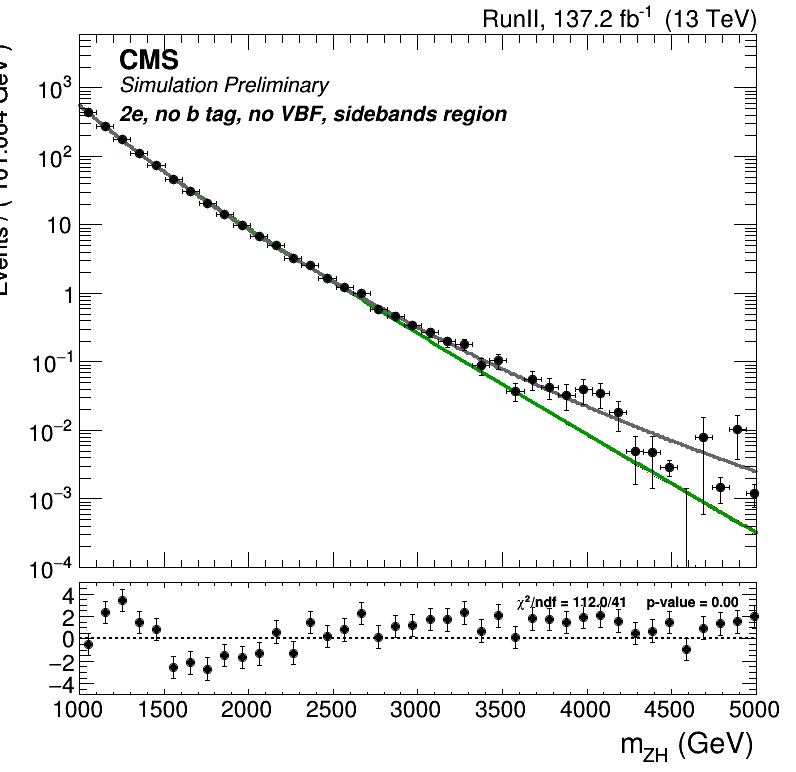 RunII, 137.2 fb⁻¹ (13 TeV)
CMS
Simulation Preliminary
2e, no b tag, no VBF, sidebands region
10³
10²
10
1
10⁻¹
10⁻²
10⁻³
10⁻⁴
χ²/ndf = 112.0/41 p-value = 0.00
4
2
0
−2
−4
1000 1500 2000 2500 3000 3500 4000 4500 5000
m_ZH (GeV)